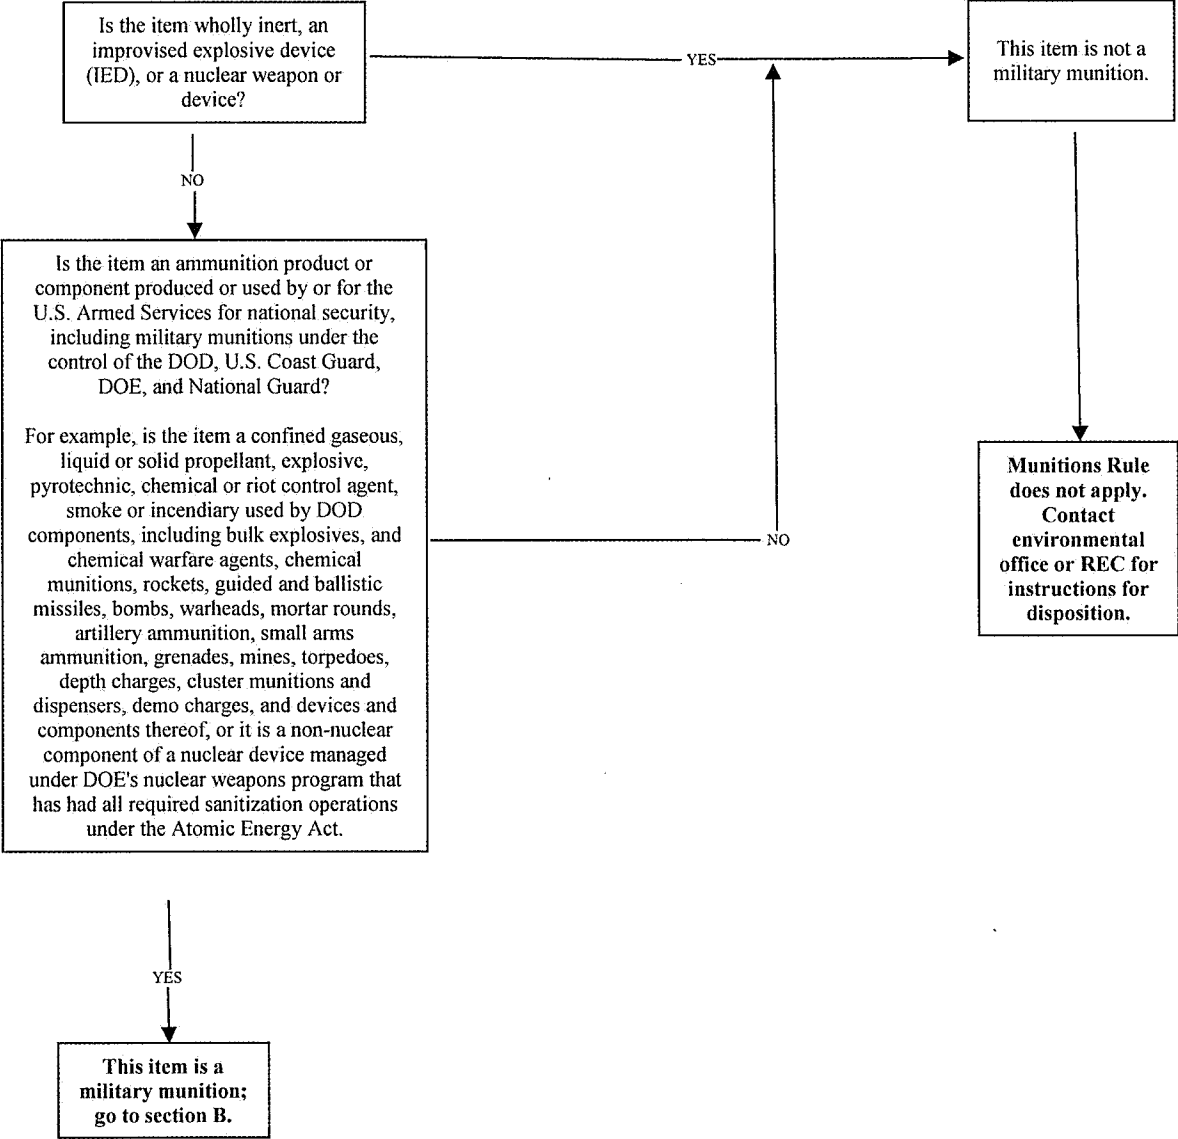 Is the item wholly inert, an
improvised explosive device
(IED), or a nuclear weapon or
device?
YES
This item is not a
military munition.
NO
Is the item an ammunition product or
component produced or used by or for the
U.S. Armed Services for national security,
including military munitions under the
control of the DOD, U.S. Coast Guard,
DOE, and National Guard?
For example, is the item a confined gaseous,
liquid or solid propellant, explosive,
pyrotechnic, chemical or riot control agent,
smoke or incendiary used by DOD
components, including bulk explosives, and
chemical warfare agents, chemical
munitions, rockets, guided and ballistic
missiles, bombs, warheads, mortar rounds,
artillery ammunition, small arms
ammunition, grenades, mines, torpedoes,
depth charges, cluster munitions and
dispensers, demo charges, and devices and
components thereof, or it is a non-nuclear
component of a nuclear device managed
under DOE's nuclear weapons program that
has had all required sanitization operations
under the Atomic Energy Act.
NO
Munitions Rule
does not apply.
Contact
environmental
office or REC for
instructions for
disposition.
YES
This item is a
military munition;
go to section B.